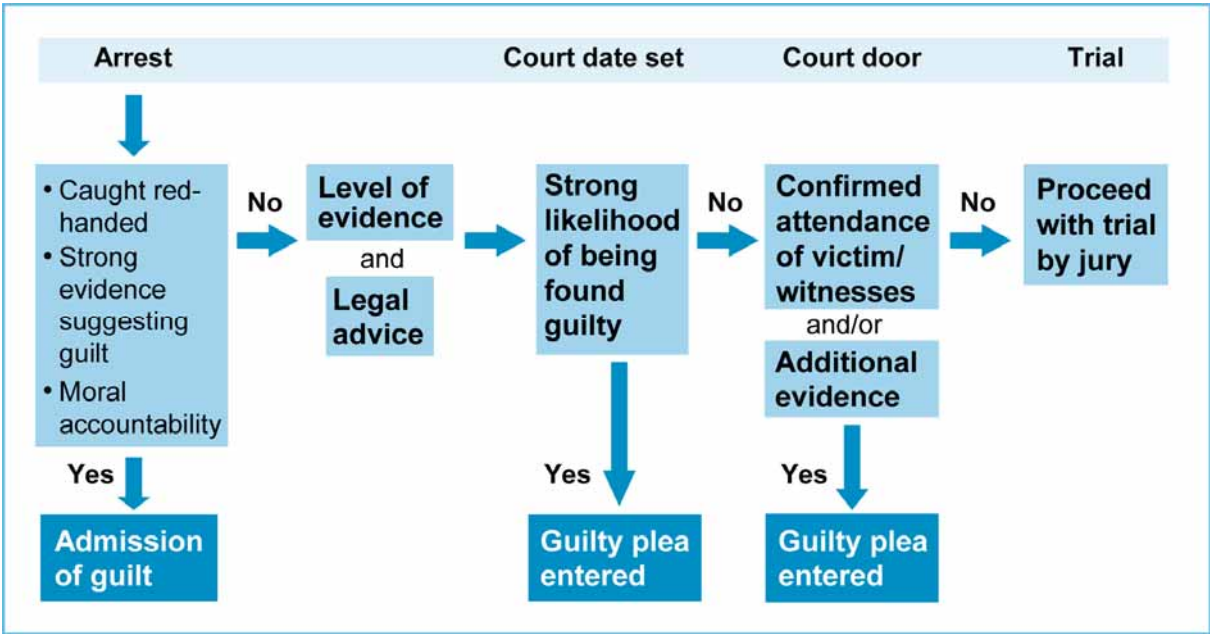 Arrest
Court date set
Court door
Trial
• Caught red-
handed
• Strong
evidence
suggesting
guilt
• Moral
accountability
No
Level of
evidence
and
Legal
advice
Strong
likelihood
of being
found
guilty
No
Confirmed
attendance
of victim/
witnesses
and/or
Additional
evidence
No
Proceed
with trial
by jury
Yes
Yes
Yes
Admission
of guilt
Guilty plea
entered
Guilty plea
entered